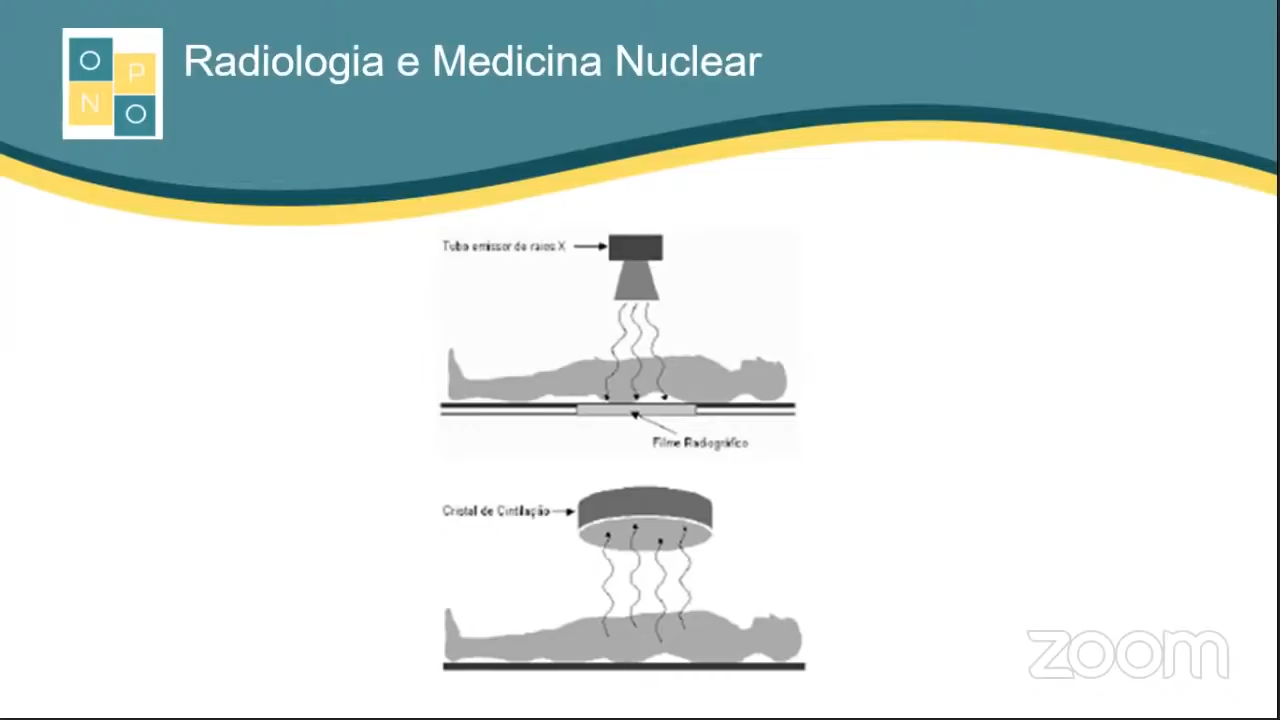 Radiologia e Medicina Nuclear
O
P
N
O
Tubo emissor de raios X
Filme Radiográfico
Cristal de Cintilação
zoom